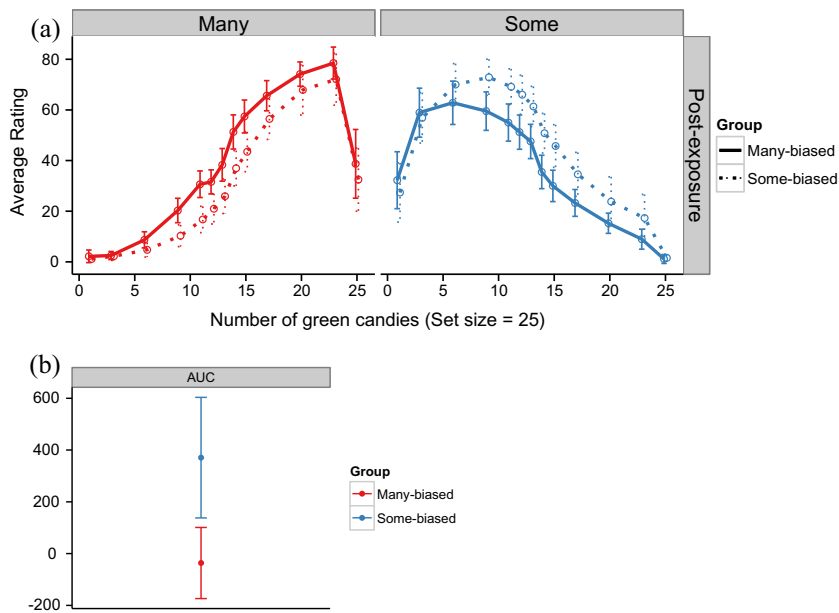 (a)
Many
Some
80
60
40
20
0
Average Rating
Post-exposure
0 5 10 15 20 25 0 5 10 15 20 25
Number of green candies (Set size = 25)
Group
Many-biased
Some-biased
(b)
AUC
600
400
200
0
-200
Group
Many-biased
Some-biased